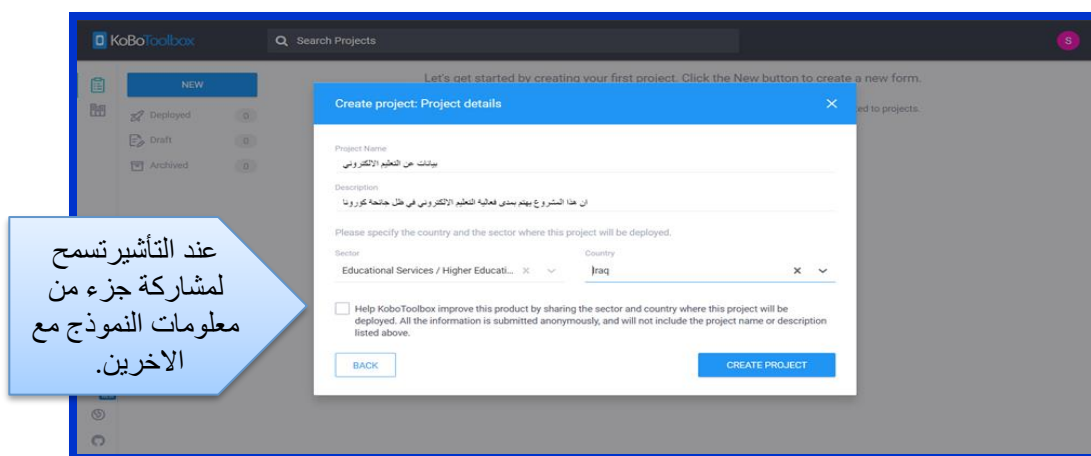 KoBoToolbox
Search Projects
S
NEW
Deployed 0
Draft 0
Archived 0
Let's get started by creating your first project. Click the New button to create a new form.
ed to projects.
Create project: Project details
Project Name
بيانات عن التعليم الالكتروني
Description
ان هذا المشروع يهتم بمدى فعالية التعليم الالكتروني في ظل جائحة كورونا
Please specify the country and the sector where this project will be deployed.
Sector
Country
Educational Services / Higher Educati...
Iraq
Help KoboToolbox improve this product by sharing the sector and country where this project will be
deployed. All the information is submitted anonymously, and will not include the project name or description
listed above.
BACK
CREATE PROJECT
عند التأشيرتسمح
لمشاركة جزء من
معلومات النموذج مع
الاخرين.